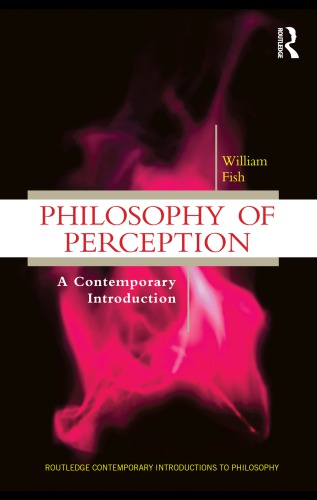 ROUTLEDGE
William
Fish
PHILOSOPHY OF
PERCEPTION
A Contemporary
Introduction
ROUTLEDGE CONTEMPORARY INTRODUCTIONS TO PHILOSOPHY